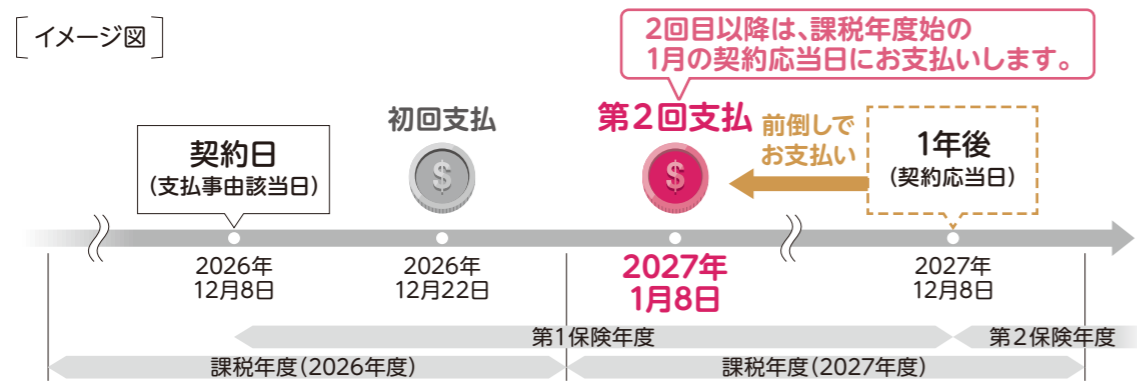 イメージ図
2回目以降は、課税年度始の
1月の契約応当日にお支払いします。
初回支払
第2回支払
前倒しで
お支払い
契約日
(支払事由該当日)
1年後
(契約応当日)
$
$
2026年
12月8日
2026年
12月22日
2027年
1月8日
2027年
12月8日
第1保険年度
第2保険年度
課税年度(2026年度)
課税年度(2027年度)